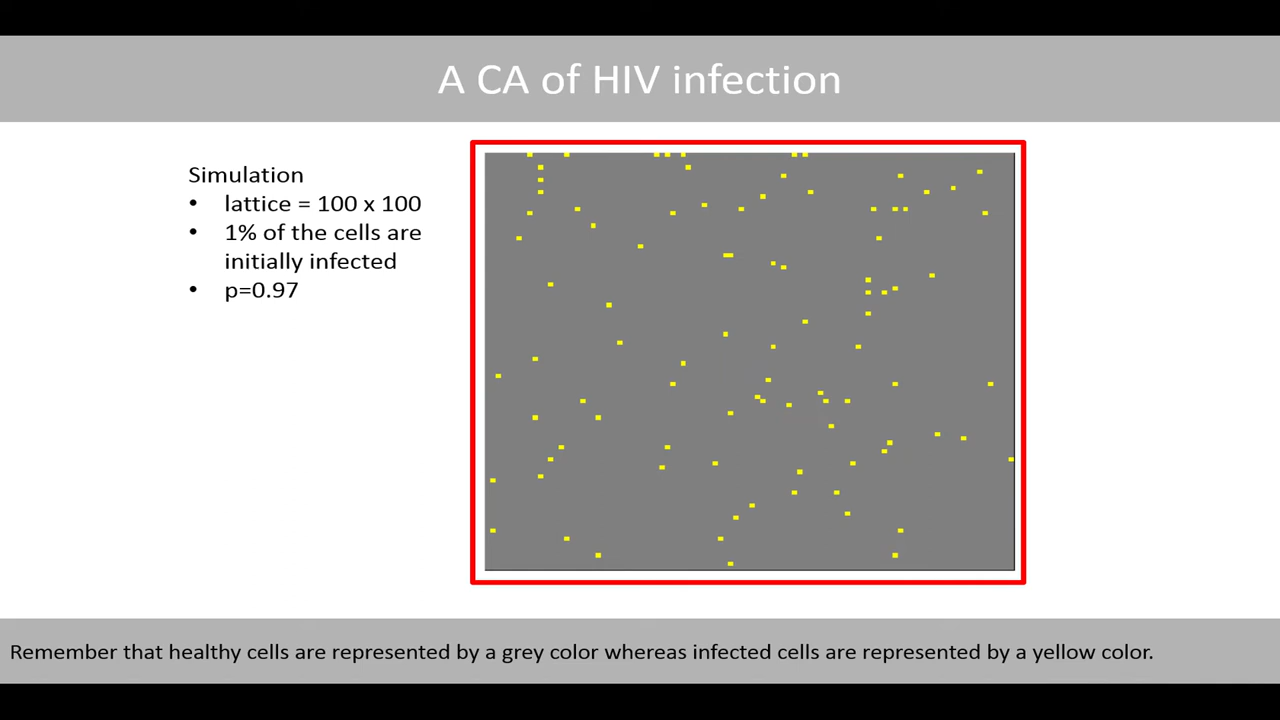 A CA of HIV infection
Simulation
• lattice = 100 x 100
• 1% of the cells are
initially infected
• p=0.97
Remember that healthy cells are represented by a grey color whereas infected cells are represented by a yellow color.